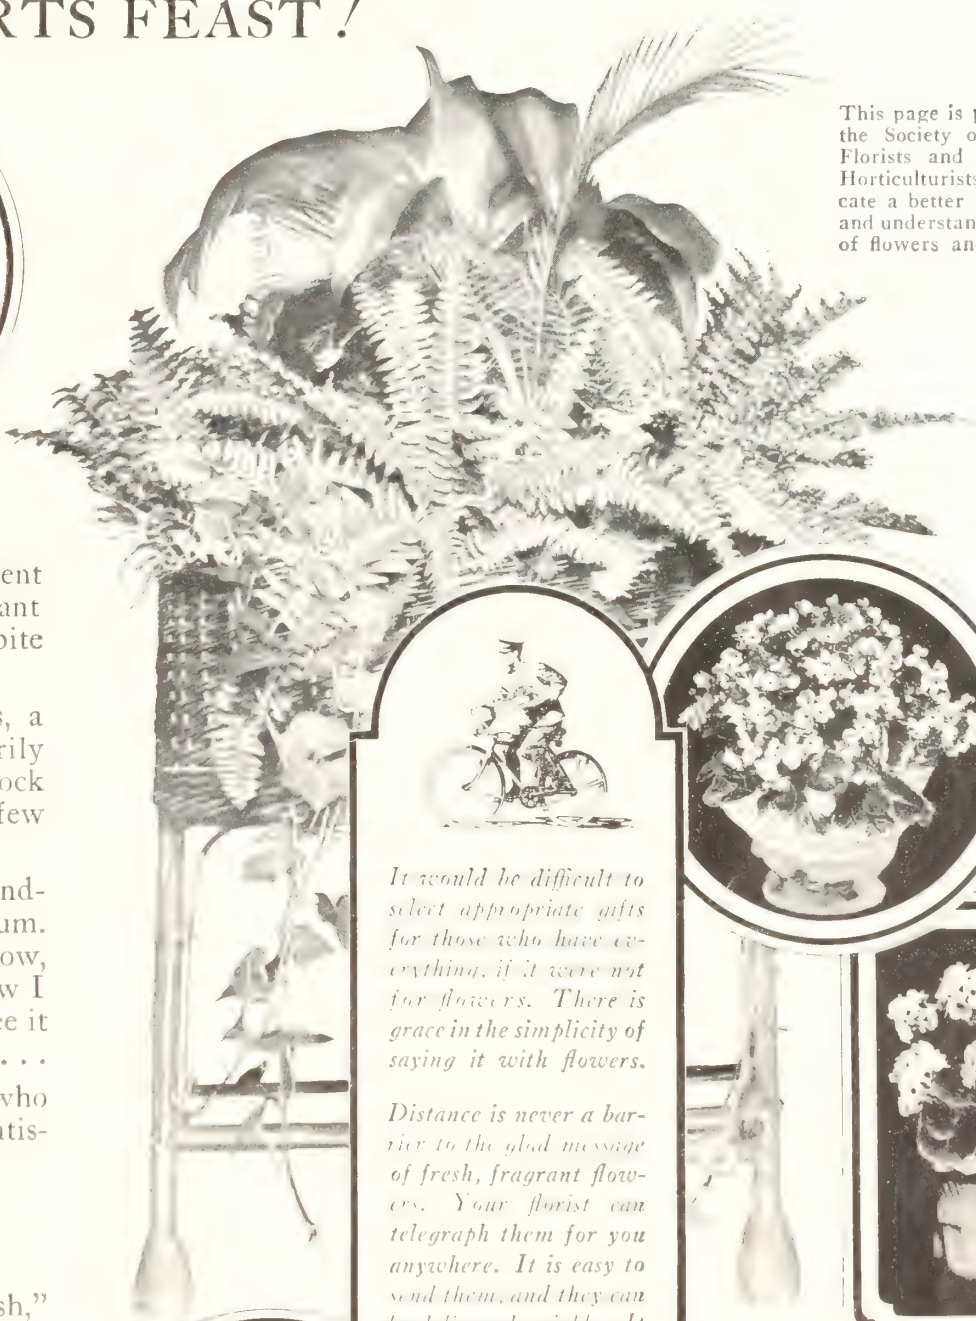 RTS FEAST!
This page is
the Society
Florists and
Horticulturists
cate a better
and understan
of flowers an
ent
ant
pite
s, a
rily
ock
few
nd-
um.
ow,
w I
ee it
...
who
atis-
sh,”
It would be difficult to
select appropriate gifts
for those who have ev-
erything, if it were not
for flowers. There is
grace in the simplicity of
saying it with flowers.
Distance is never a bar-
rier to the glad message
of fresh, fragrant flow-
ers. Your florist can
telegraph them for you
anywhere. It is easy to
send them, and they can